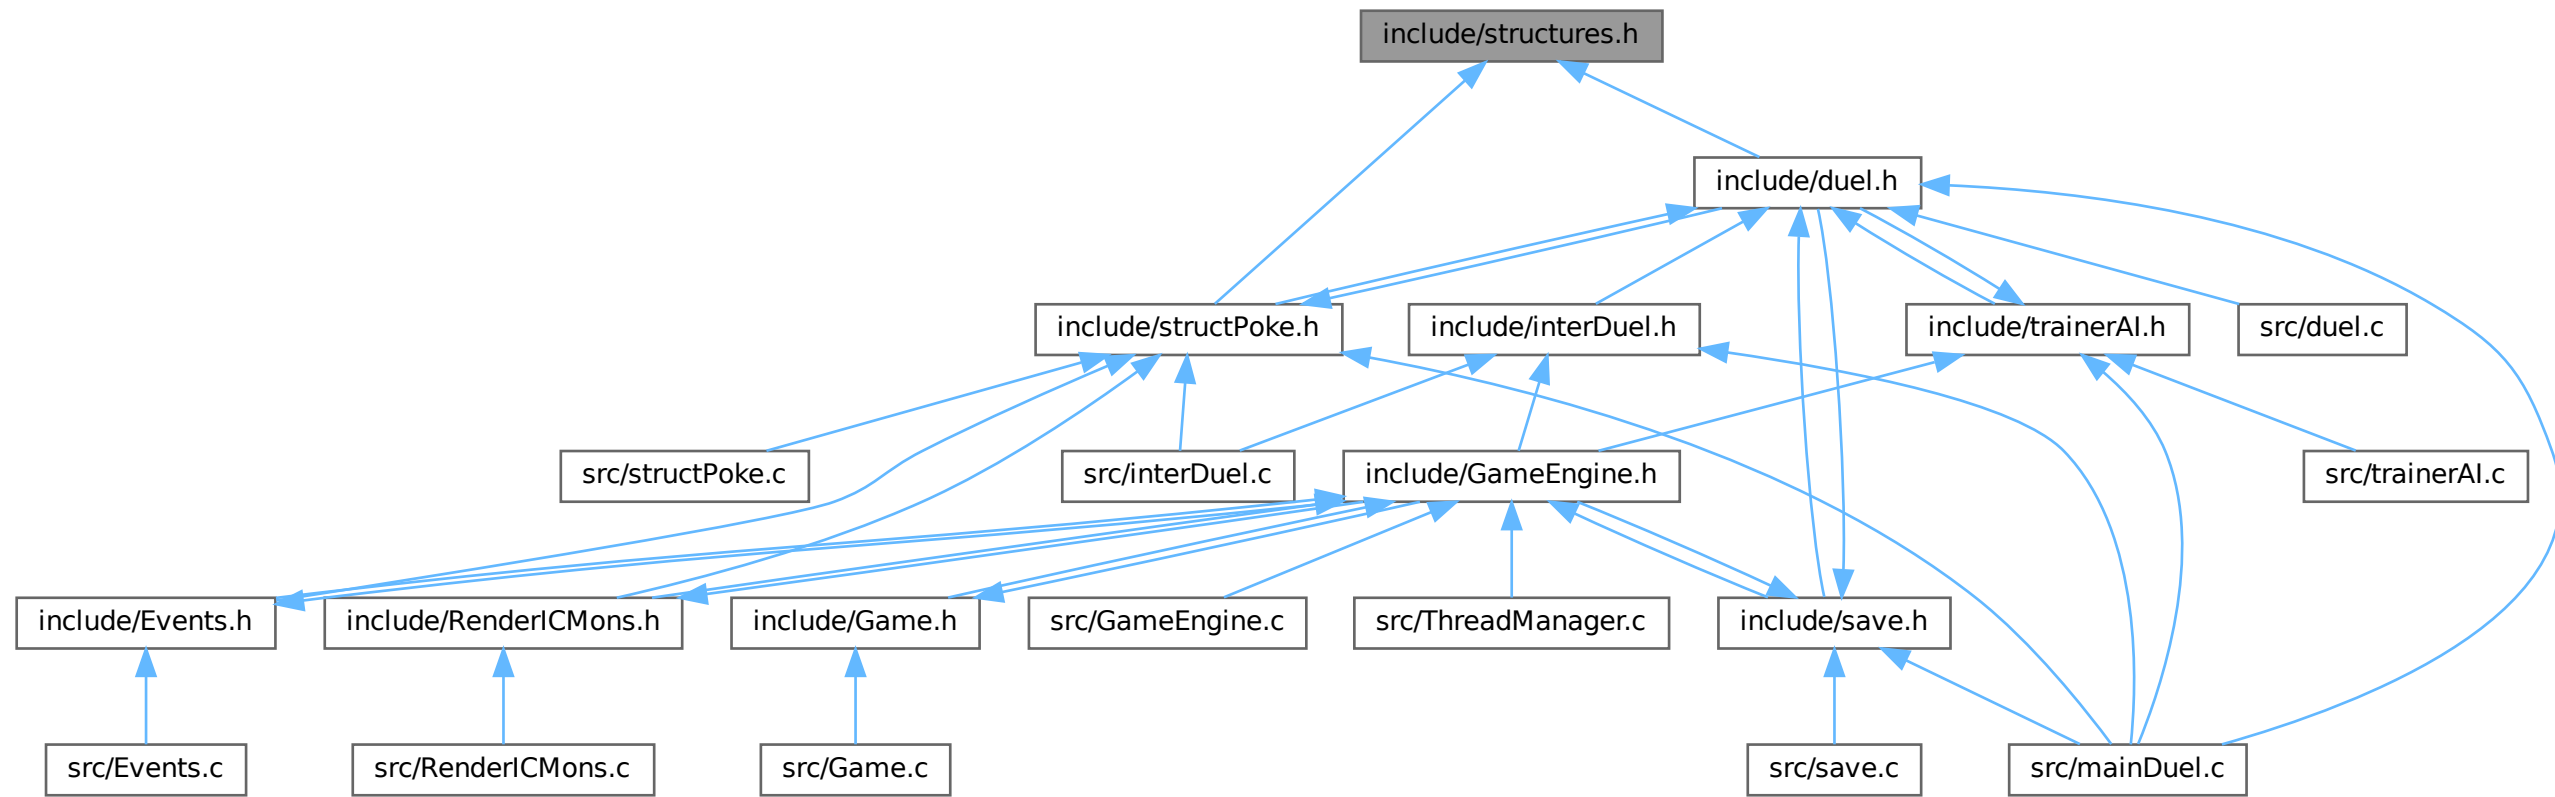 include/structures.h
include/duel.h
include/structPoke.h
include/interDuel.h
include/trainerAI.h
src/duel.c
src/structPoke.c
src/interDuel.c
include/GameEngine.h
src/trainerAI.c
include/Events.h
include/RenderICMons.h
include/Game.h
src/GameEngine.c
src/ThreadManager.c
include/save.h
src/Events.c
src/RenderICMons.c
src/Game.c
src/save.c
src/mainDuel.c